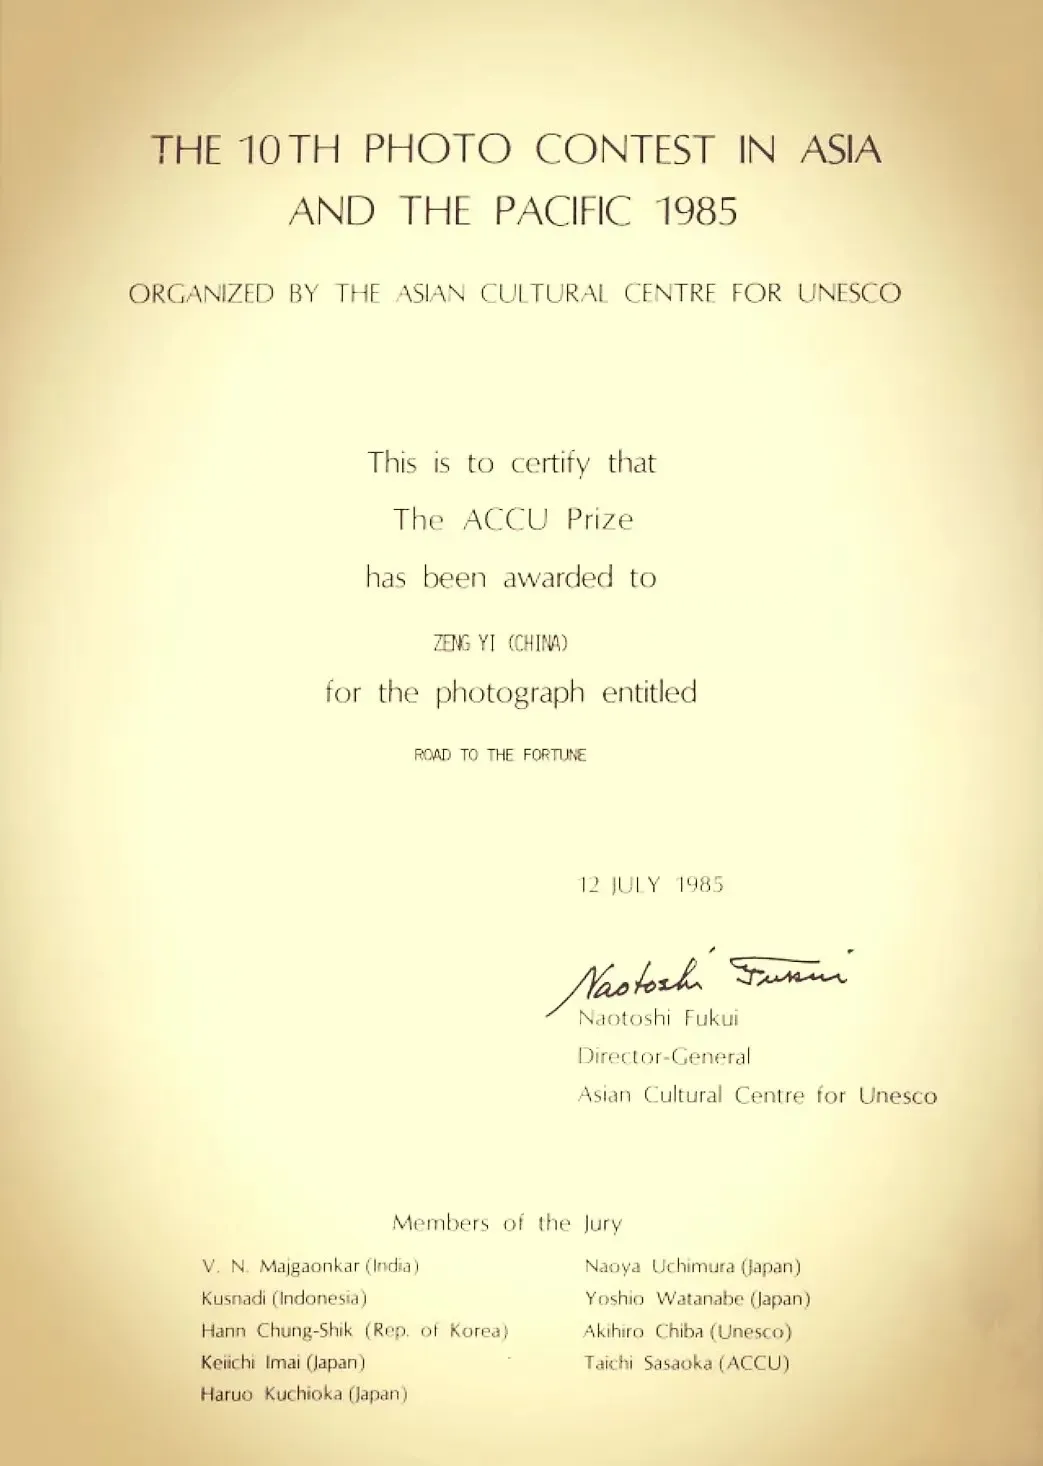 THE 10TH PHOTO CONTEST IN ASIA
AND THE PACIFIC 1985
ORGANIZED BY THE ASIAN CULTURAL CENTRE FOR UNESCO
This is to certify that
The ACCU Prize
has been awarded to
ZENG YI (CHINA)
for the photograph entitled
ROAD TO THE FORTUNE
12 JULY 1985
Naotoshi Fukui
Naotoshi Fukui
Director-General
Asian Cultural Centre for Unesco
Members of the Jury
V. N. Majgaonkar (India)
Kusnadi (Indonesia)
Hann Chung-Shik (Rep. of Korea)
Keiichi Imai (Japan)
Haruo Kuchioka (Japan)
Naoya Uchimura (Japan)
Yoshio Watanabe (Japan)
Akihiro Chiba (Unesco)
Taichi Sasaoka (ACCU)